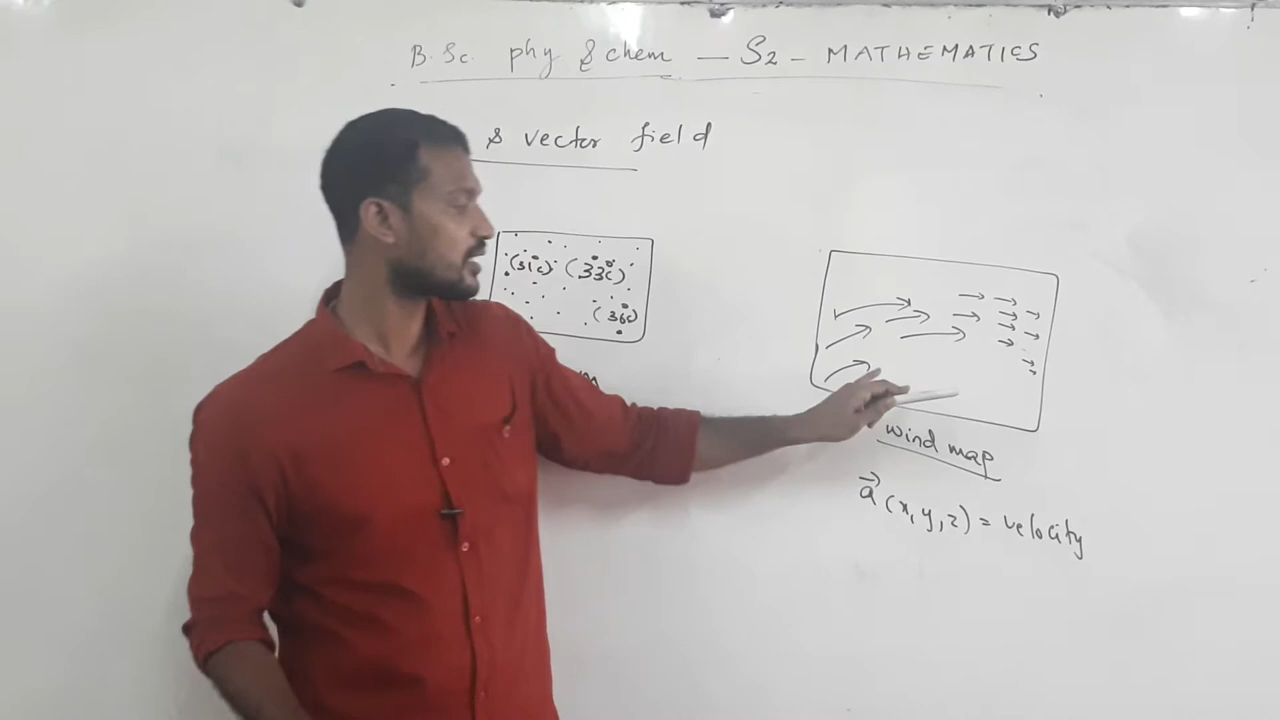 B.Sc. phy & chem — S2 - MATHEMATICS
& vector field
(31°C) (33°C)
(36°C)
wind map
a⃗(x,y,z) = velocity